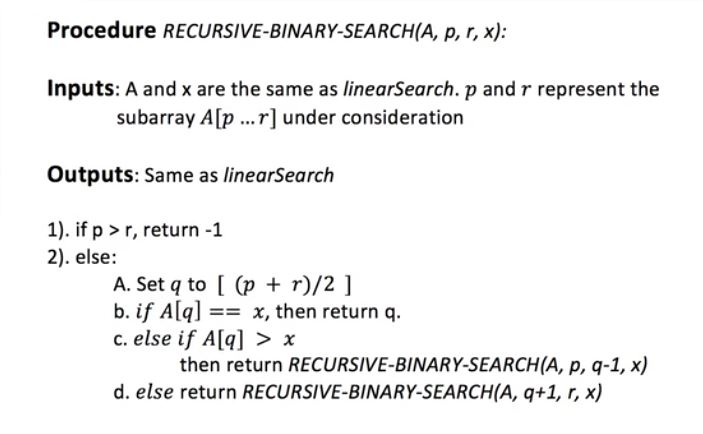 Procedure RECURSIVE-BINARY-SEARCH(A, p, r, x):
Inputs: A and x are the same as linearSearch. p and r represent the
subarray A[p ...r] under consideration
Outputs: Same as linearSearch
1). if p > r, return -1
2). else:
A. Set q to [ (p + r)/2 ]
b. if A[q] == x, then return q.
c. else if A[q] > x
then return RECURSIVE-BINARY-SEARCH(A, p, q-1, x)
d. else return RECURSIVE-BINARY-SEARCH(A, q+1, r, x)